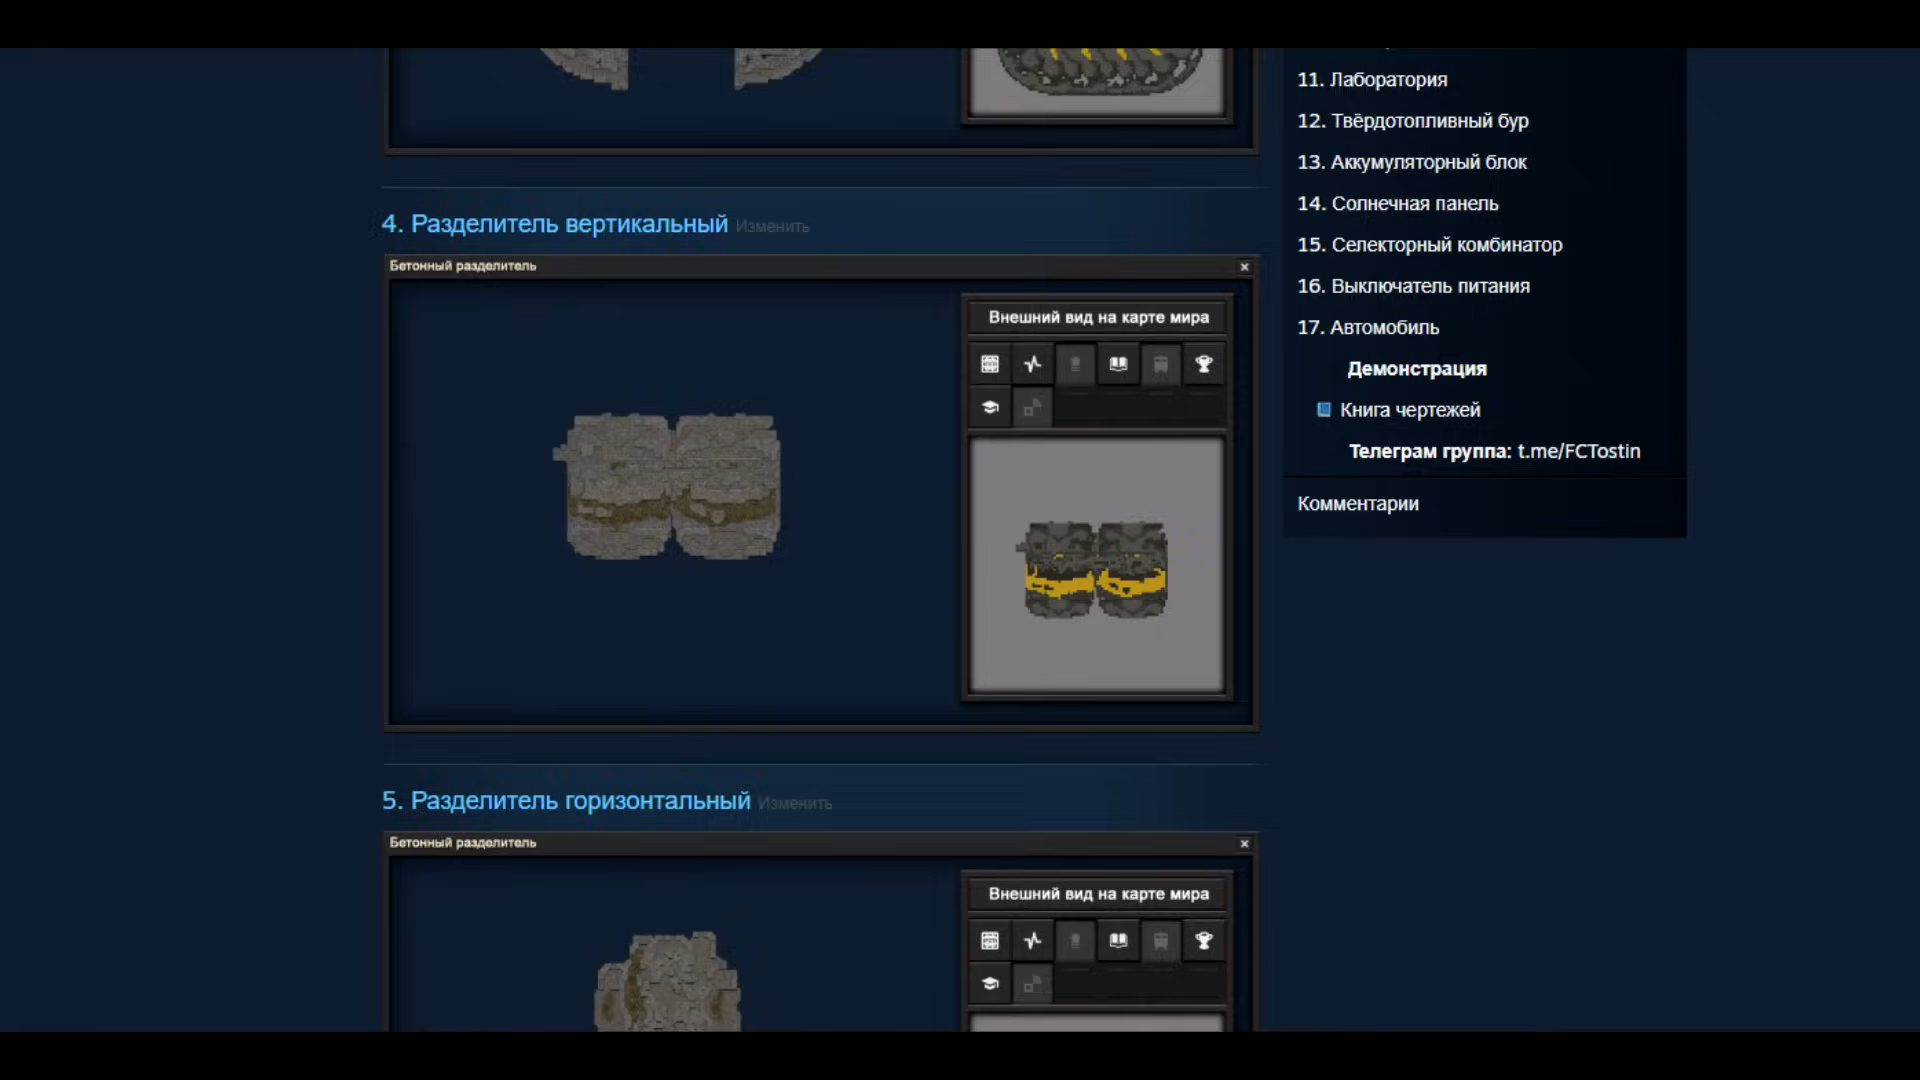 4. Разделитель вертикальный Изменить
Бетонный разделитель
Внешний вид на карте мира
5. Разделитель горизонтальный Изменить
Бетонный разделитель
Внешний вид на карте мира
11. Лаборатория
12. Твёрдотопливный бур
13. Аккумуляторный блок
14. Солнечная панель
15. Селекторный комбинатор
16. Выключатель питания
17. Автомобиль
Демонстрация
Книга чертежей
Телеграм группа: t.me/FCTostin
Комментарии